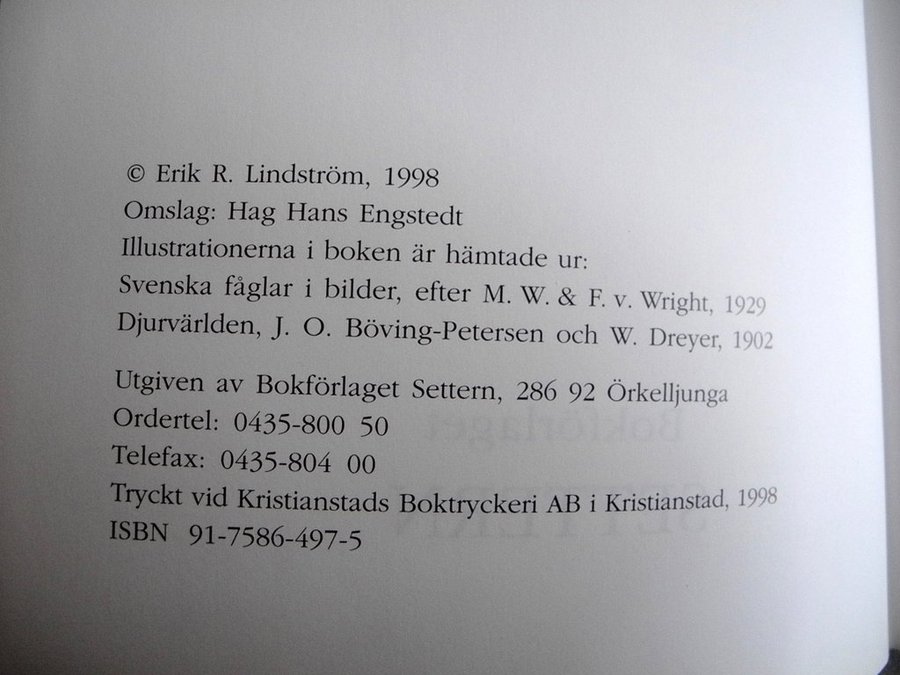 © Erik R. Lindström, 1998
Omslag: Hag Hans Engstedt
Illustrationerna i boken är hämtade ur:
Svenska fåglar i bilder, efter M. W. & F. v. Wright, 1929
Djurvärlden, J. O. Böving-Petersen och W. Dreyer, 1902
Utgiven av Bokförlaget Settern, 286 92 Örkelljunga
Ordertel: 0435-800 50
Telefax: 0435-804 00
Tryckt vid Kristianstads Boktryckeri AB i Kristianstad, 1998
ISBN 91-7586-497-5
Bokförlaget
SETTERN